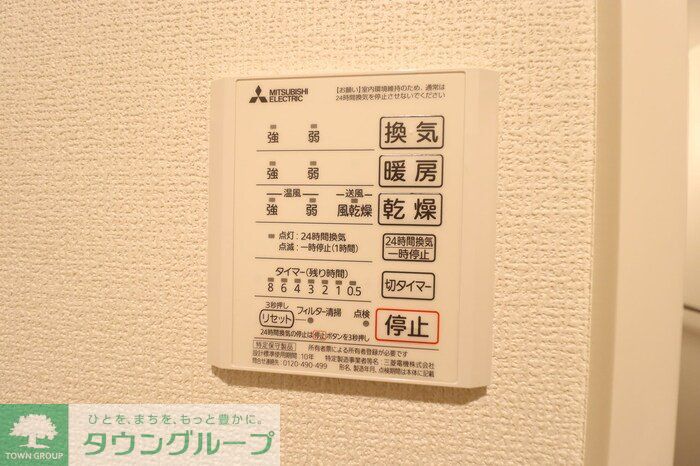 MITSUBISHI
ELECTRIC
【お願い】室内環境維持のため、通常は
24時間換気を停止させないでください
強 弱 換気
強 弱 暖房
温風 送風
強 弱 風乾燥 乾燥
点灯:24時間換気
点滅:一時停止(1時間)
24時間換気
一時停止
タイマー(残り時間)
8 6 4 3 2 1 0.5
切タイマー
3秒押し
リセット フィルター清掃 点検
停止
24時間換気の停止は停止ボタンを3秒押し
特定保守製品 所有者票による所有者登録が必要です
設計標準使用期間:10年 特定製造事業者等名:三菱電機株式会社
問合せ連絡先:0120-490-499 形名、製造年月、点検期間は本体に記載
TOWN GROUP
ひとを、まちを、もっと豊かに。
タウングループ